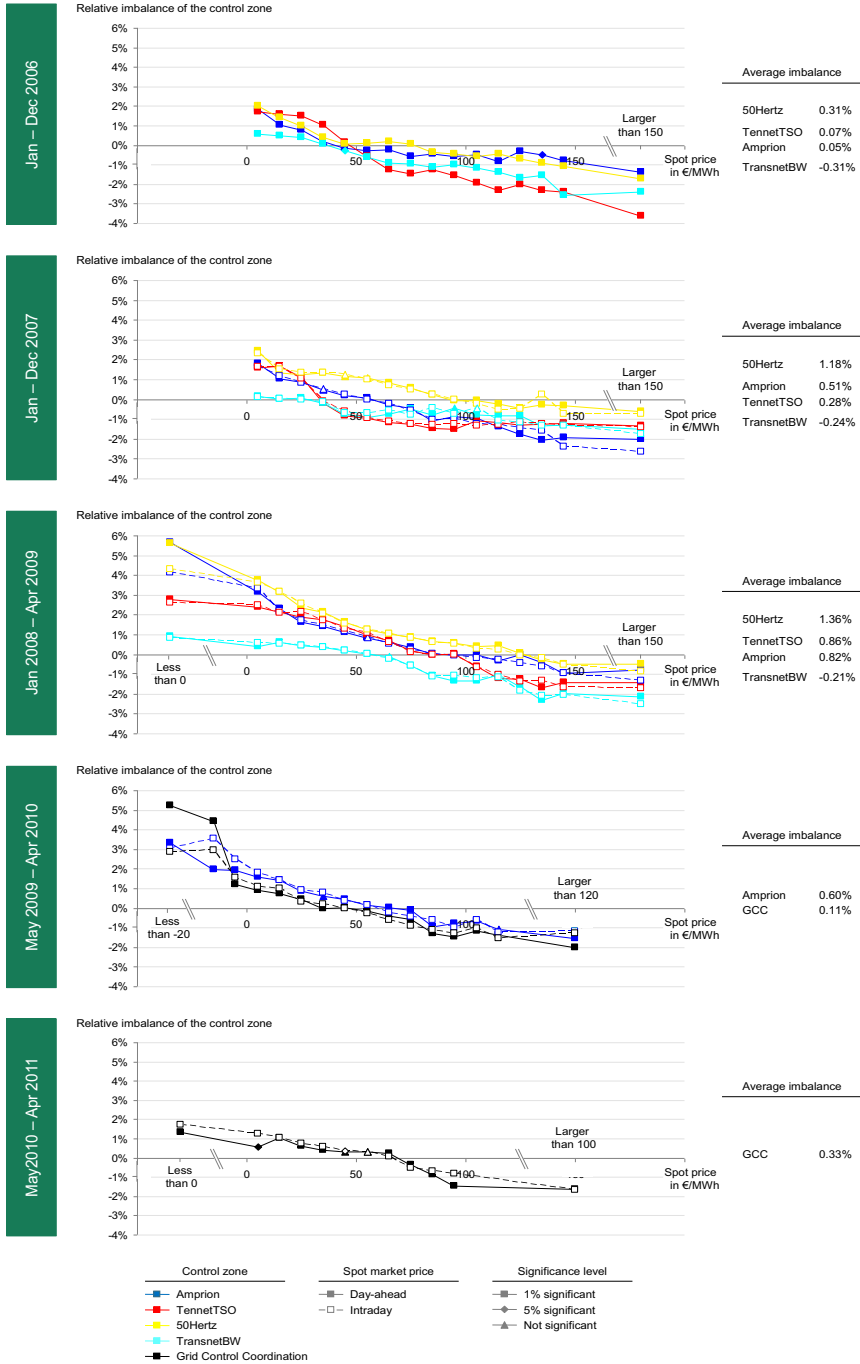 Jan – Dec 2006
Relative imbalance of the control zone
6%
5%
4%
3%
2%
1%
0%
-1%
-2%
-3%
-4%
0
50
100
150
Larger
than 150
Spot price
in €/MWh
Average imbalance
50Hertz 0.31%
TennetTSO 0.07%
Amprion 0.05%
TransnetBW -0.31%
Jan – Dec 2007
Relative imbalance of the control zone
6%
5%
4%
3%
2%
1%
0%
-1%
-2%
-3%
-4%
0
50
100
150
Larger
than 150
Spot price
in €/MWh
Average imbalance
50Hertz 1.18%
Amprion 0.51%
TennetTSO 0.28%
TransnetBW -0.24%
Jan 2008 – Apr 2009
Relative imbalance of the control zone
6%
5%
4%
3%
2%
1%
0%
-1%
-2%
-3%
-4%
Less
than 0
0
50
100
150
Larger
than 150
Spot price
in €/MWh
Average imbalance
50Hertz 1.36%
TennetTSO 0.86%
Amprion 0.82%
TransnetBW -0.21%
May 2009 – Apr 2010
Relative imbalance of the control zone
6%
5%
4%
3%
2%
1%
0%
-1%
-2%
-3%
-4%
Less
than -20
0
50
100
Larger
than 120
Spot price
in €/MWh
Average imbalance
Amprion 0.60%
GCC 0.11%
May2010 – Apr 2011
Relative imbalance of the control zone
6%
5%
4%
3%
2%
1%
0%
-1%
-2%
-3%
-4%
Less
than 0
0
50
100
Larger
than 100
Spot price
in €/MWh
Average imbalance
GCC 0.33%
Control zone
Amprion
TennetTSO
50Hertz
TransnetBW
Grid Control Coordination
Spot market price
Day-ahead
Intraday
Significance level
1% significant
5% significant
Not significant